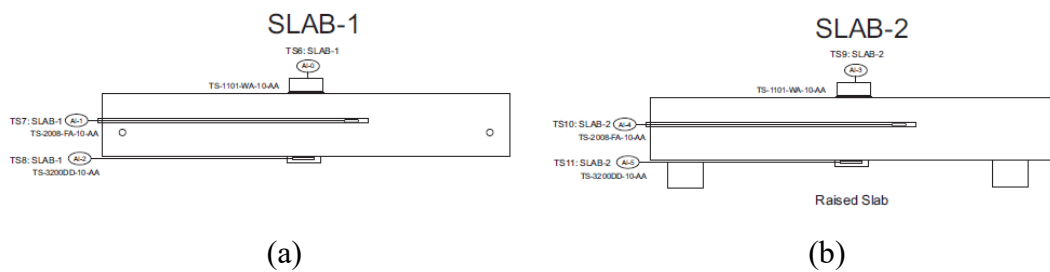 SLAB-1
TS6: SLAB-1
AI-0
TS-1101-WA-10-AA
TS7: SLAB-1 AI-1
TS-2008-FA-10-AA
TS8: SLAB-1 AI-2
TS-3200DD-10-AA
(a)
SLAB-2
TS9: SLAB-2
AI-3
TS-1101-WA-10-AA
TS10: SLAB-2 AI-4
TS-2008-FA-10-AA
TS11: SLAB-2 AI-5
TS-3200DD-10-AA
Raised Slab
(b)